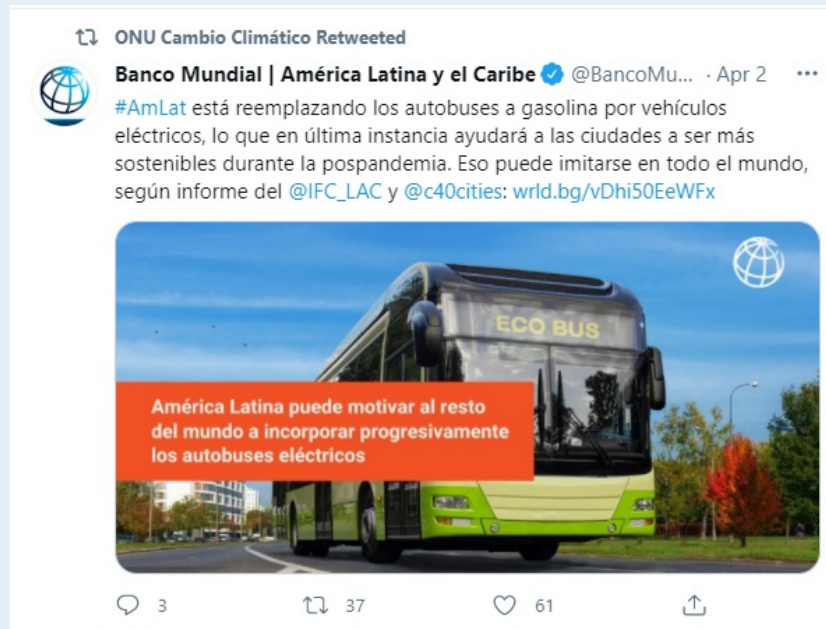 ONU Cambio Climático Retweeted
Banco Mundial | América Latina y el Caribe @BancoMu... · Apr 2
#AmLat está reemplazando los autobuses a gasolina por vehículos
eléctricos, lo que en última instancia ayudará a las ciudades a ser más
sostenibles durante la pospandemia. Eso puede imitarse en todo el mundo,
según informe del @IFC_LAC y @c40cities: wrld.bg/vDhi50EeWFx
ECO BUS
América Latina puede motivar al resto
del mundo a incorporar progresivamente
los autobuses eléctricos
3 37 61